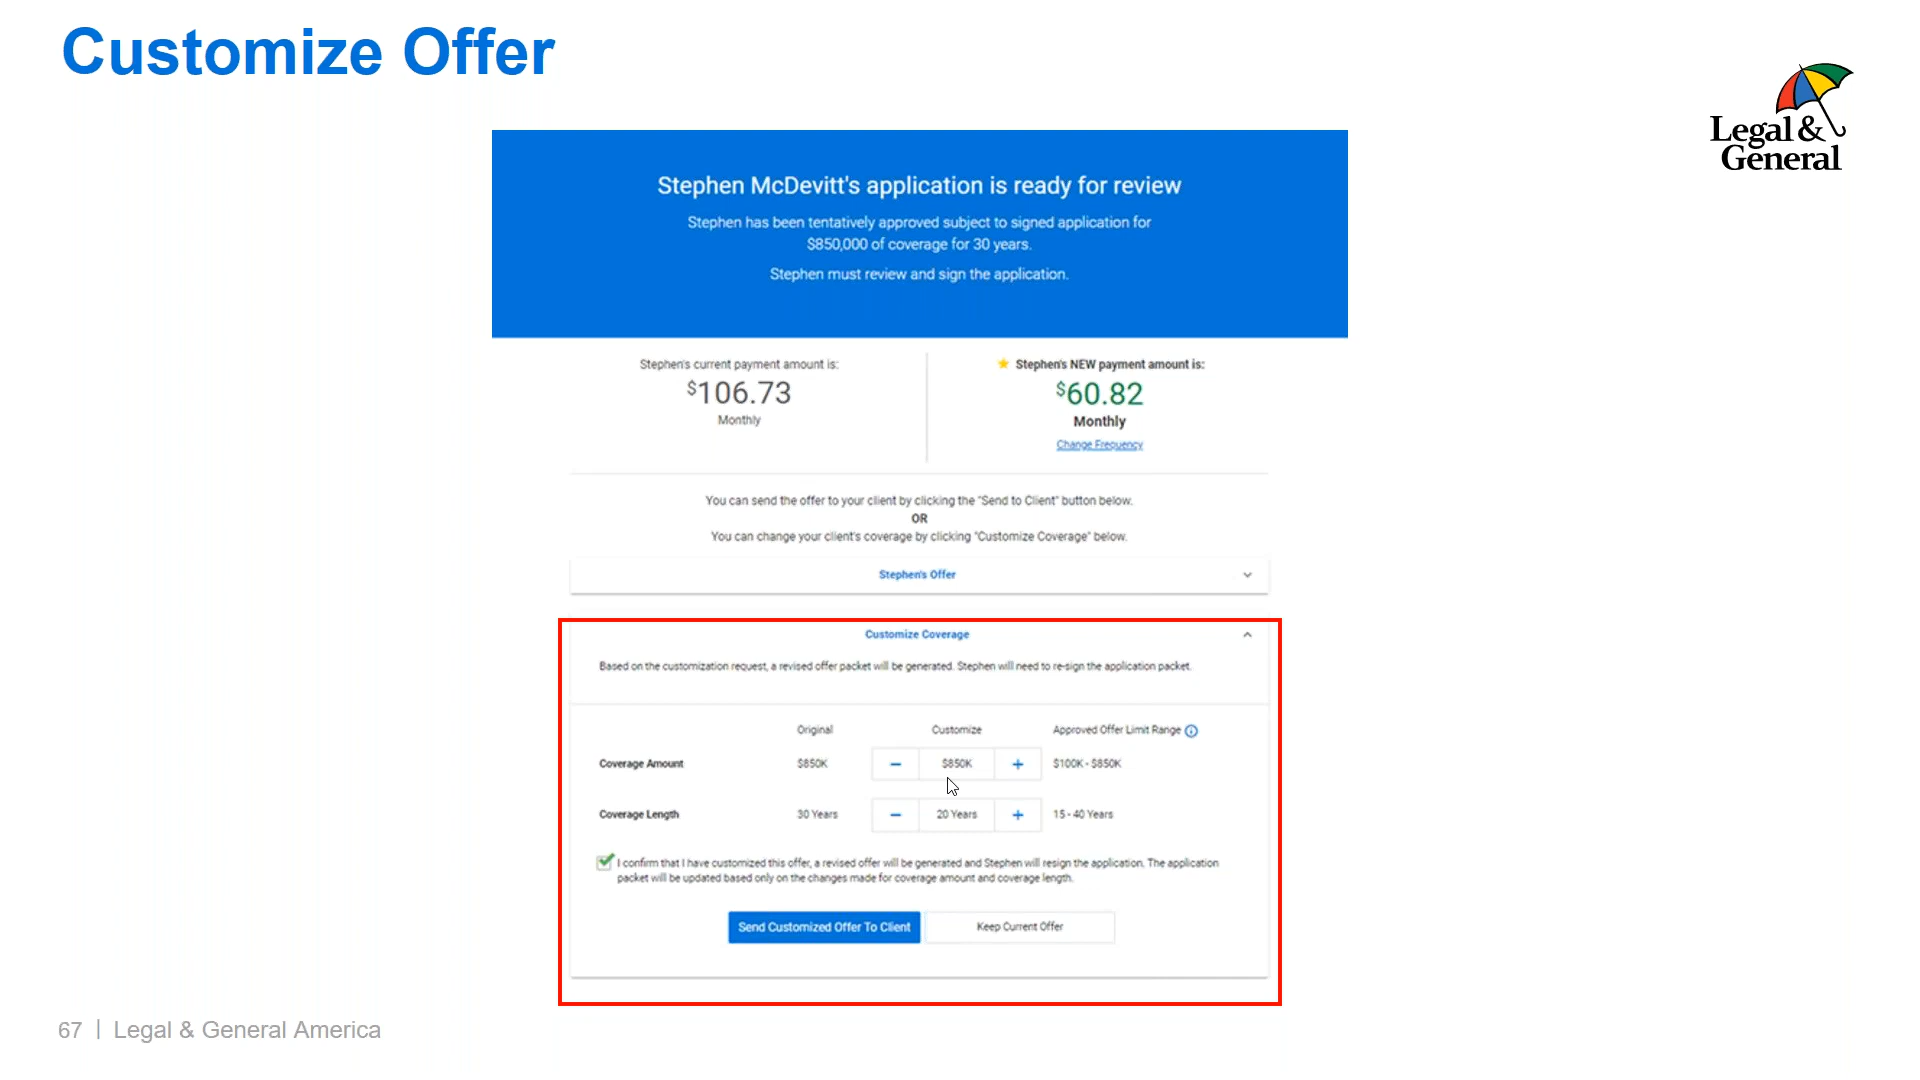 Customize Offer
Legal &
General
Stephen McDevitt's application is ready for review
Stephen has been tentatively approved subject to signed application for
$850,000 of coverage for 30 years.
Stephen must review and sign the application.
Stephen's current payment amount is:
$106.73
Monthly
Stephen's NEW payment amount is:
$60.82
Monthly
Change Frequency
You can send the offer to your client by clicking the "Send to Client" button below.
OR
You can change your client's coverage by clicking "Customize Coverage" below.
Stephen's Offer
Customize Coverage
Based on the customization request, a revised offer packet will be generated. Stephen will need to re-sign the application packet.
Original Customize Approved Offer Limit Range
Coverage Amount $850K − $850K + $100K - $850K
Coverage Length 30 Years − 20 Years + 15 - 40 Years
I confirm that I have customized this offer, a revised offer will be generated and Stephen will resign the application. The application
packet will be updated based only on the changes made for coverage amount and coverage length.
Send Customized Offer To Client Keep Current Offer
67 | Legal & General America